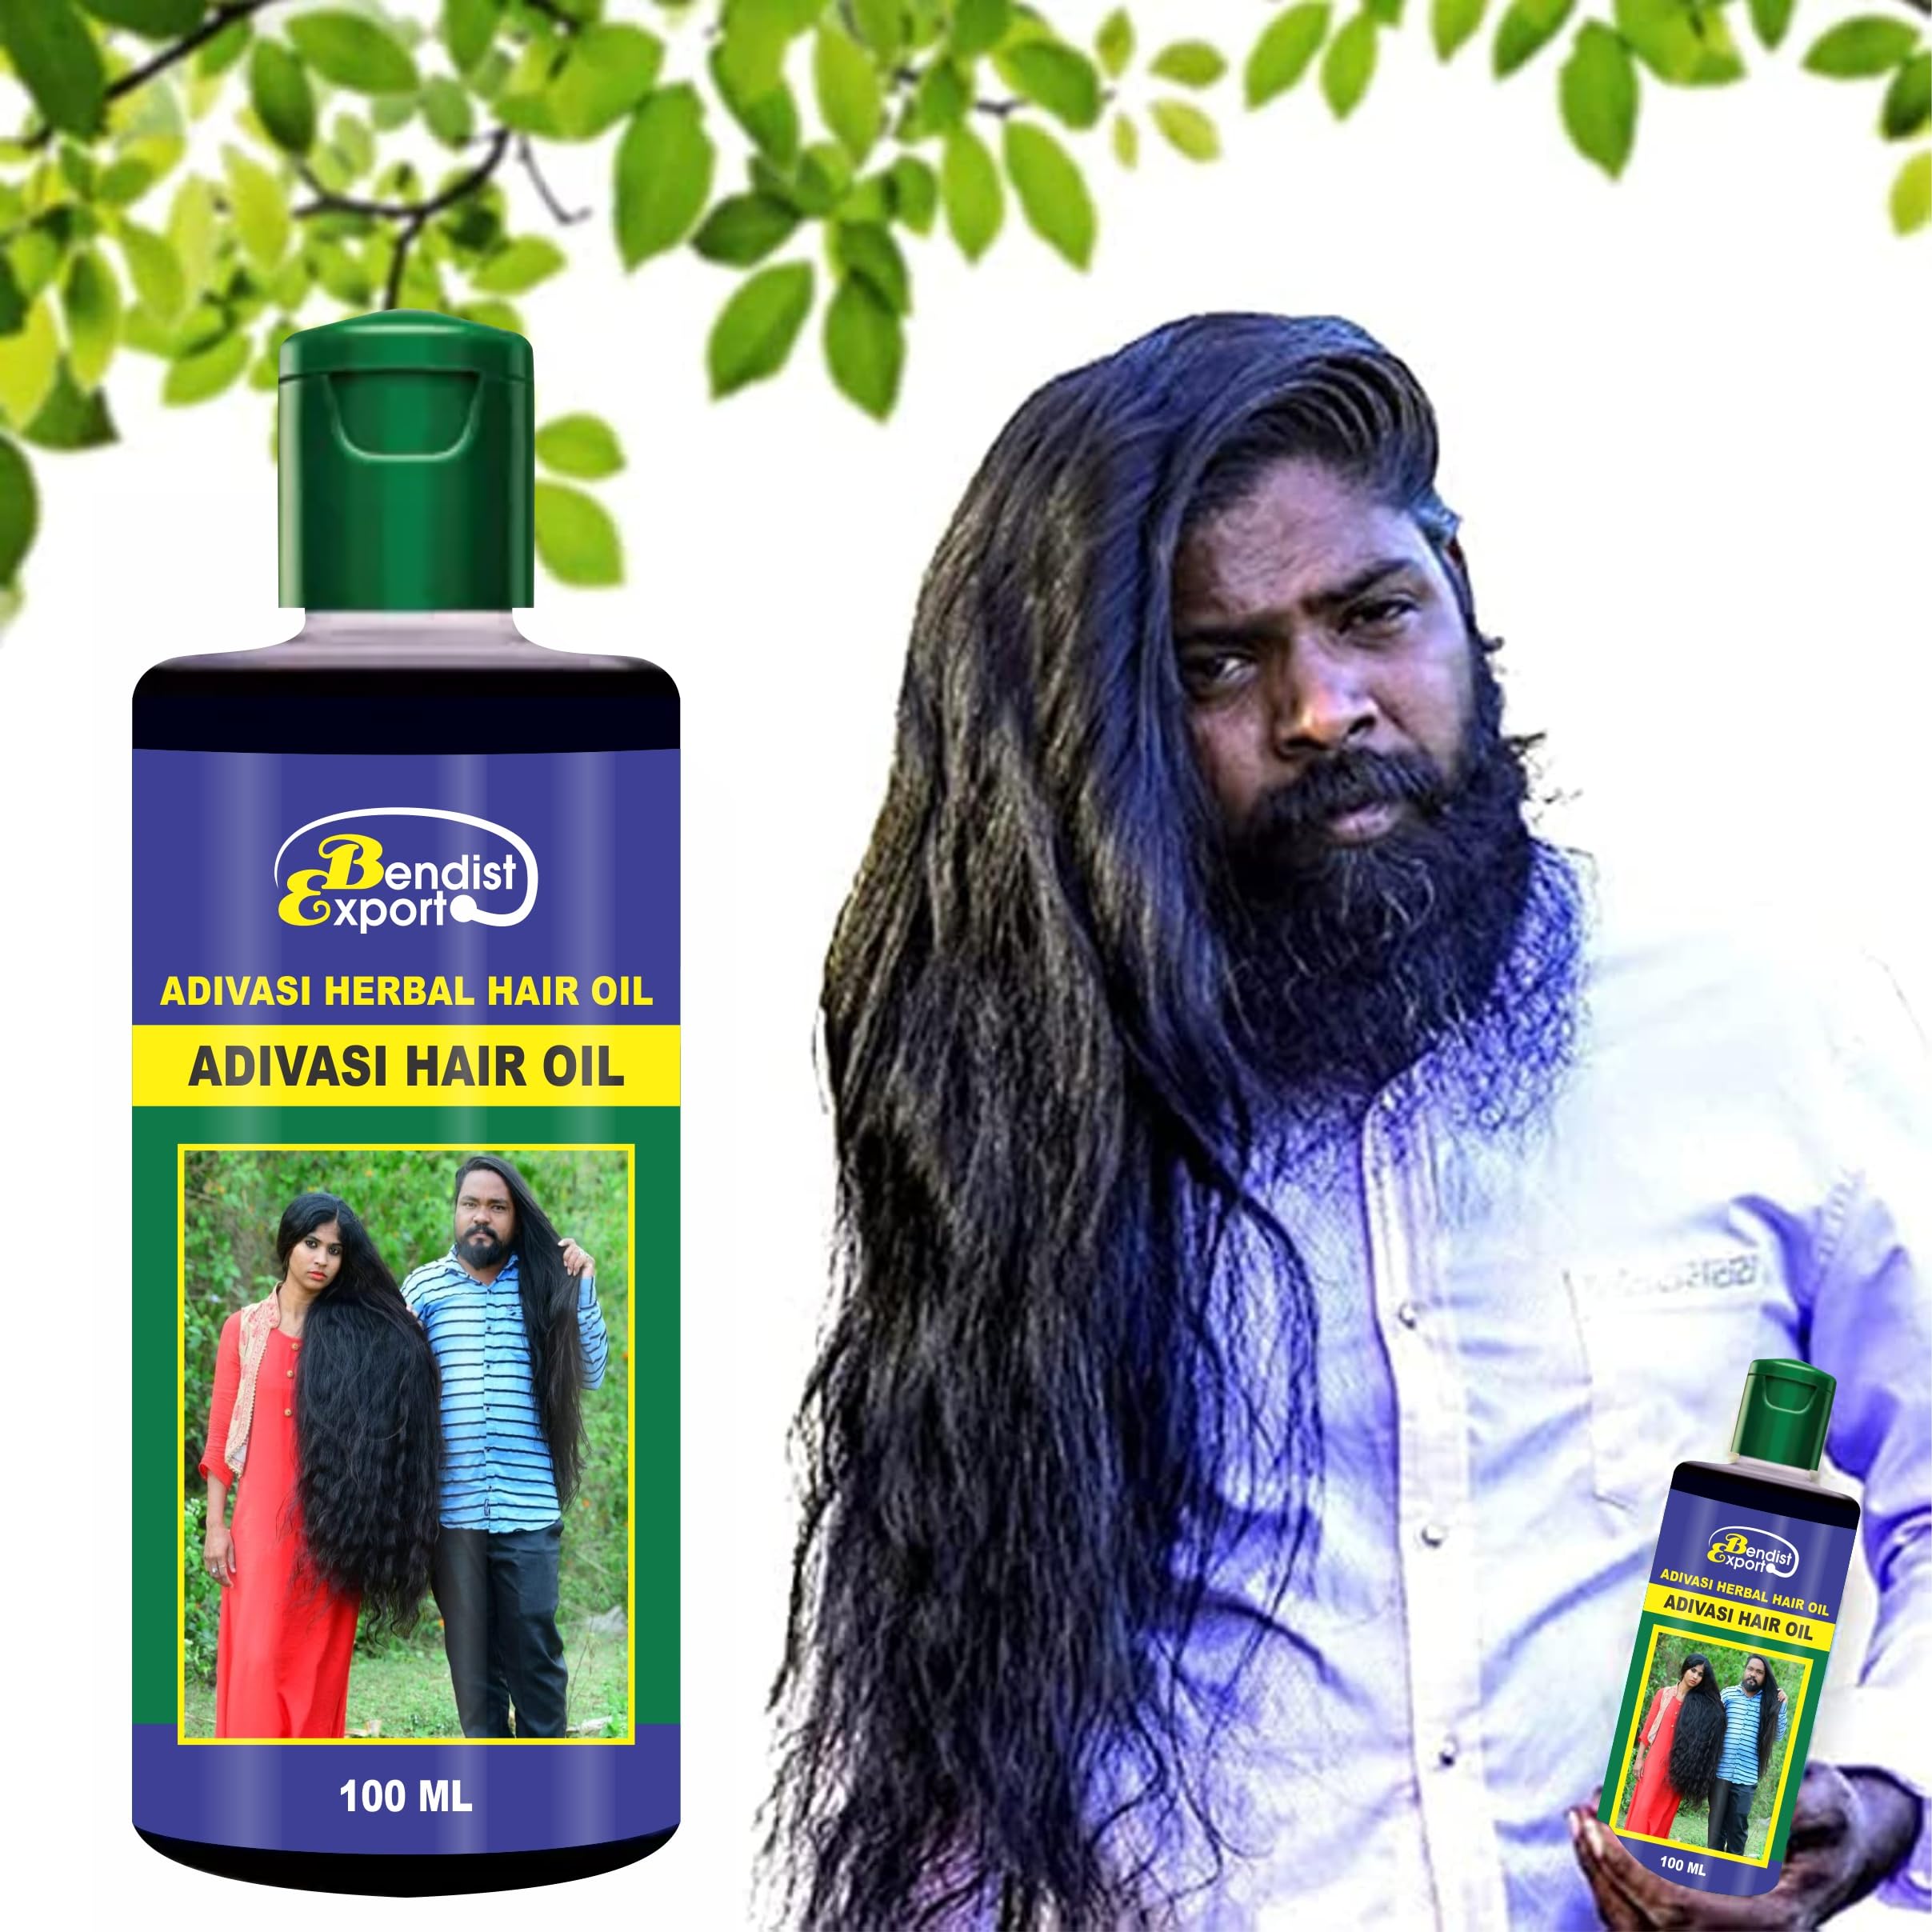 Bendist
Export
ADIVASI HERBAL HAIR OIL
ADIVASI HAIR OIL
100 ML
Bendist
Export
ADIVASI HERBAL HAIR OIL
ADIVASI HAIR OIL
100 ML